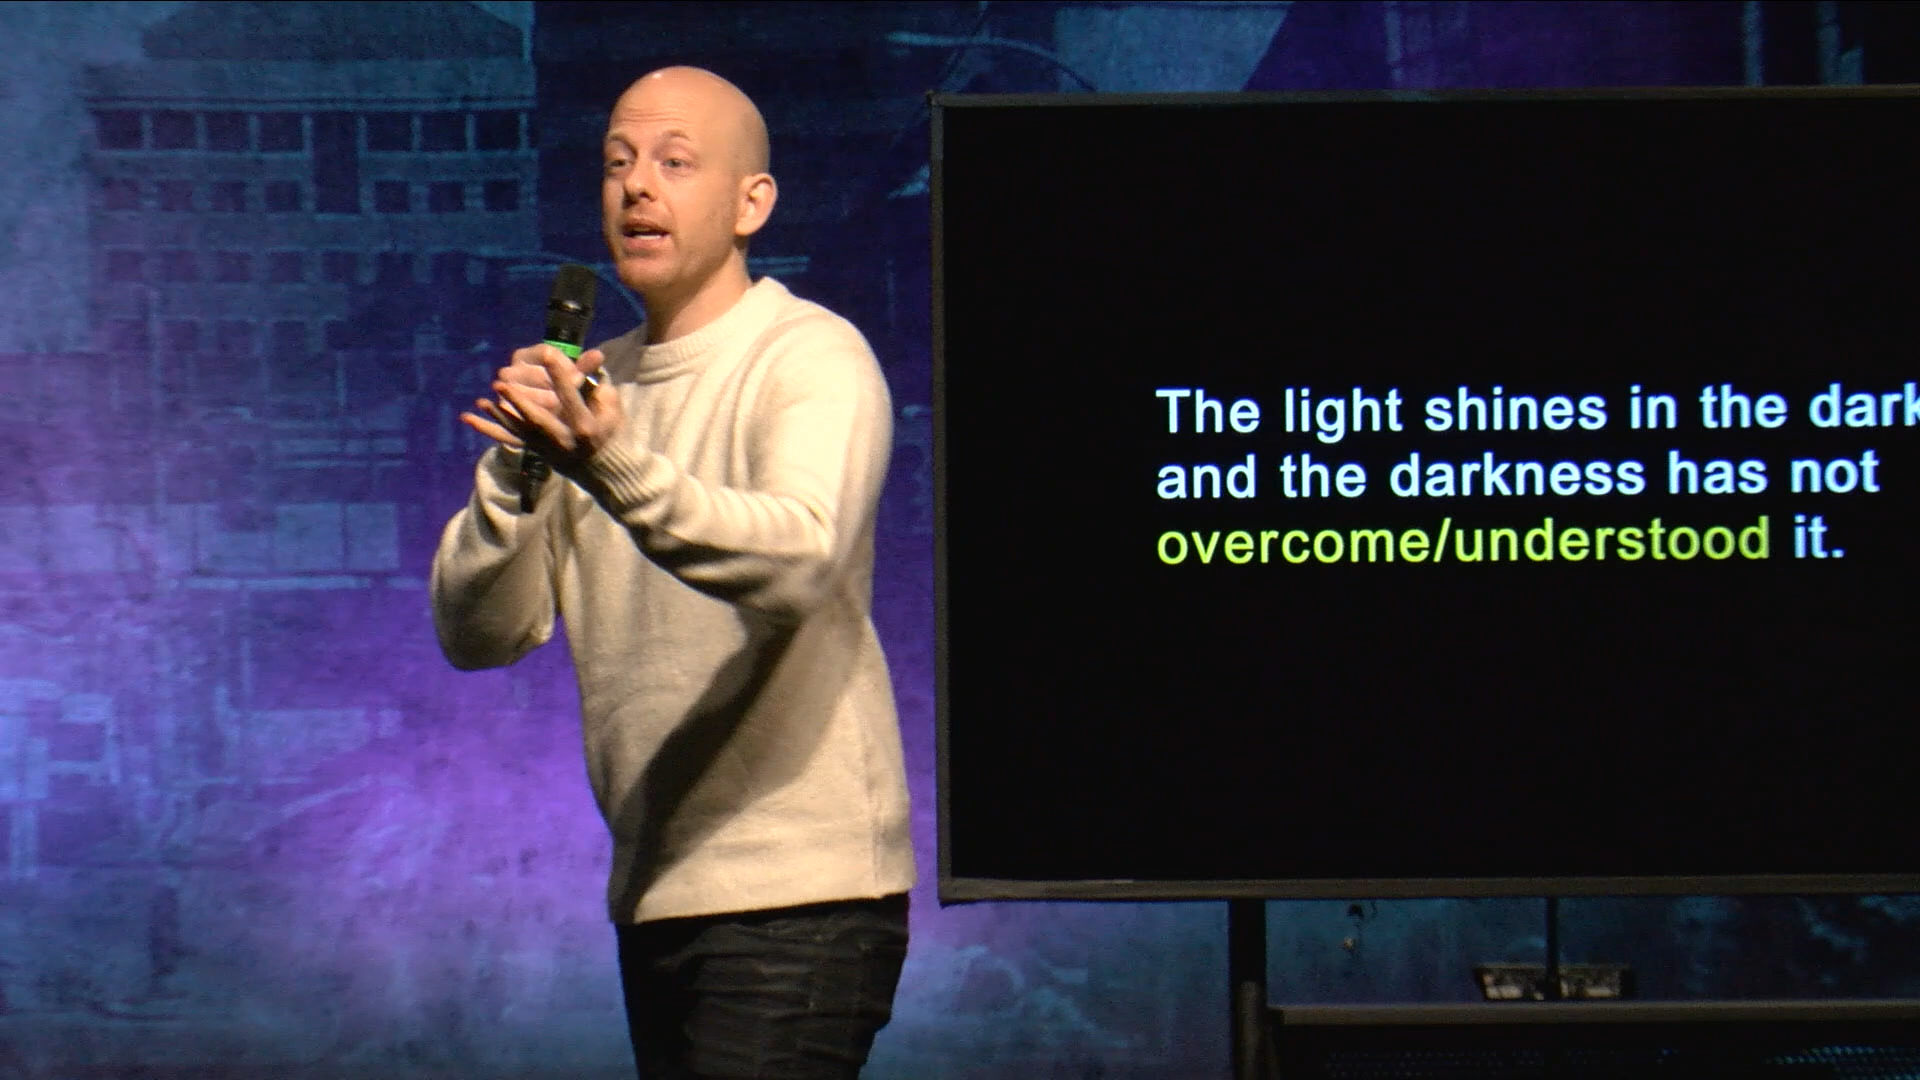 The light shines in the dark
and the darkness has not
overcome/understood it.